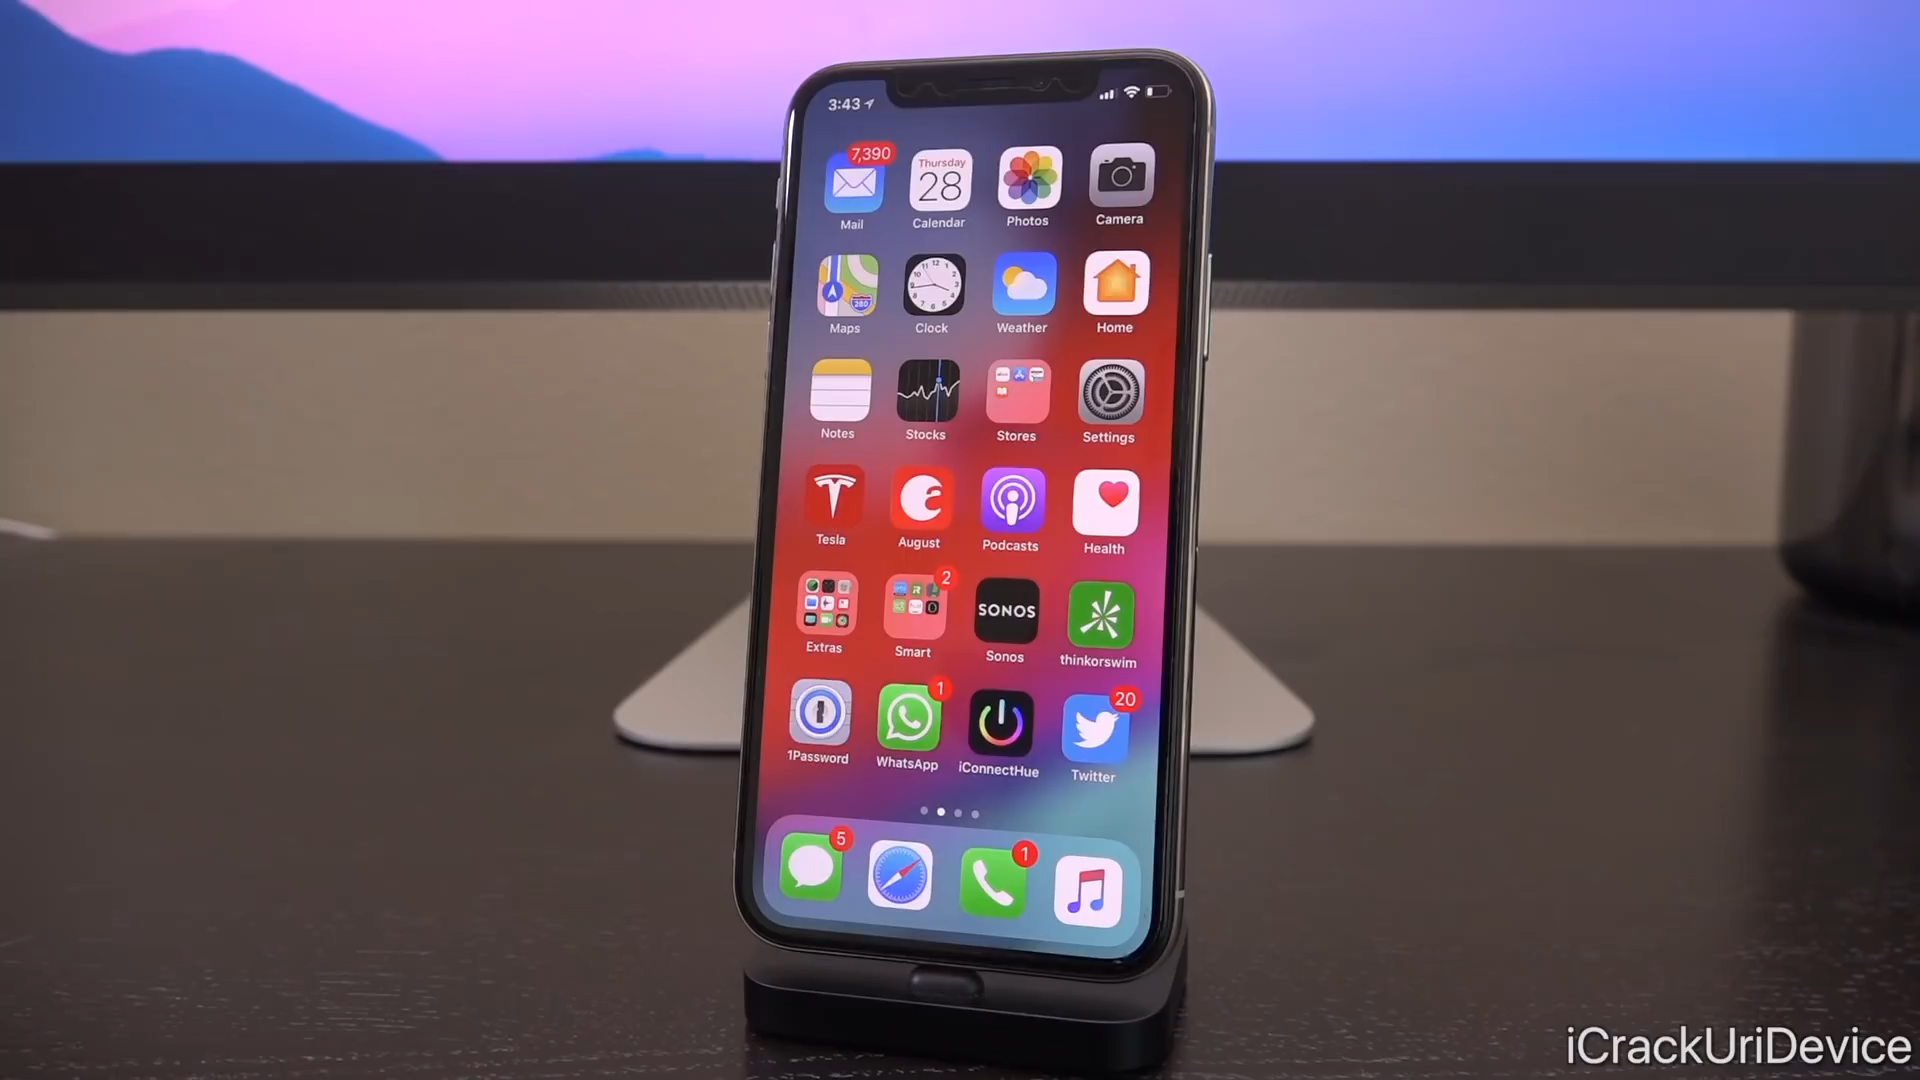 3:43
7,390
Thursday
28
Mail
Calendar
Photos
Camera
280
Maps
Clock
Weather
Home
Notes
Stocks
Stores
Settings
Tesla
August
Podcasts
Health
2
SONOS
Extras
Smart
Sonos
thinkorswim
1
20
1Password
WhatsApp
iConnectHue
Twitter
5
1
iCrackUriDevice